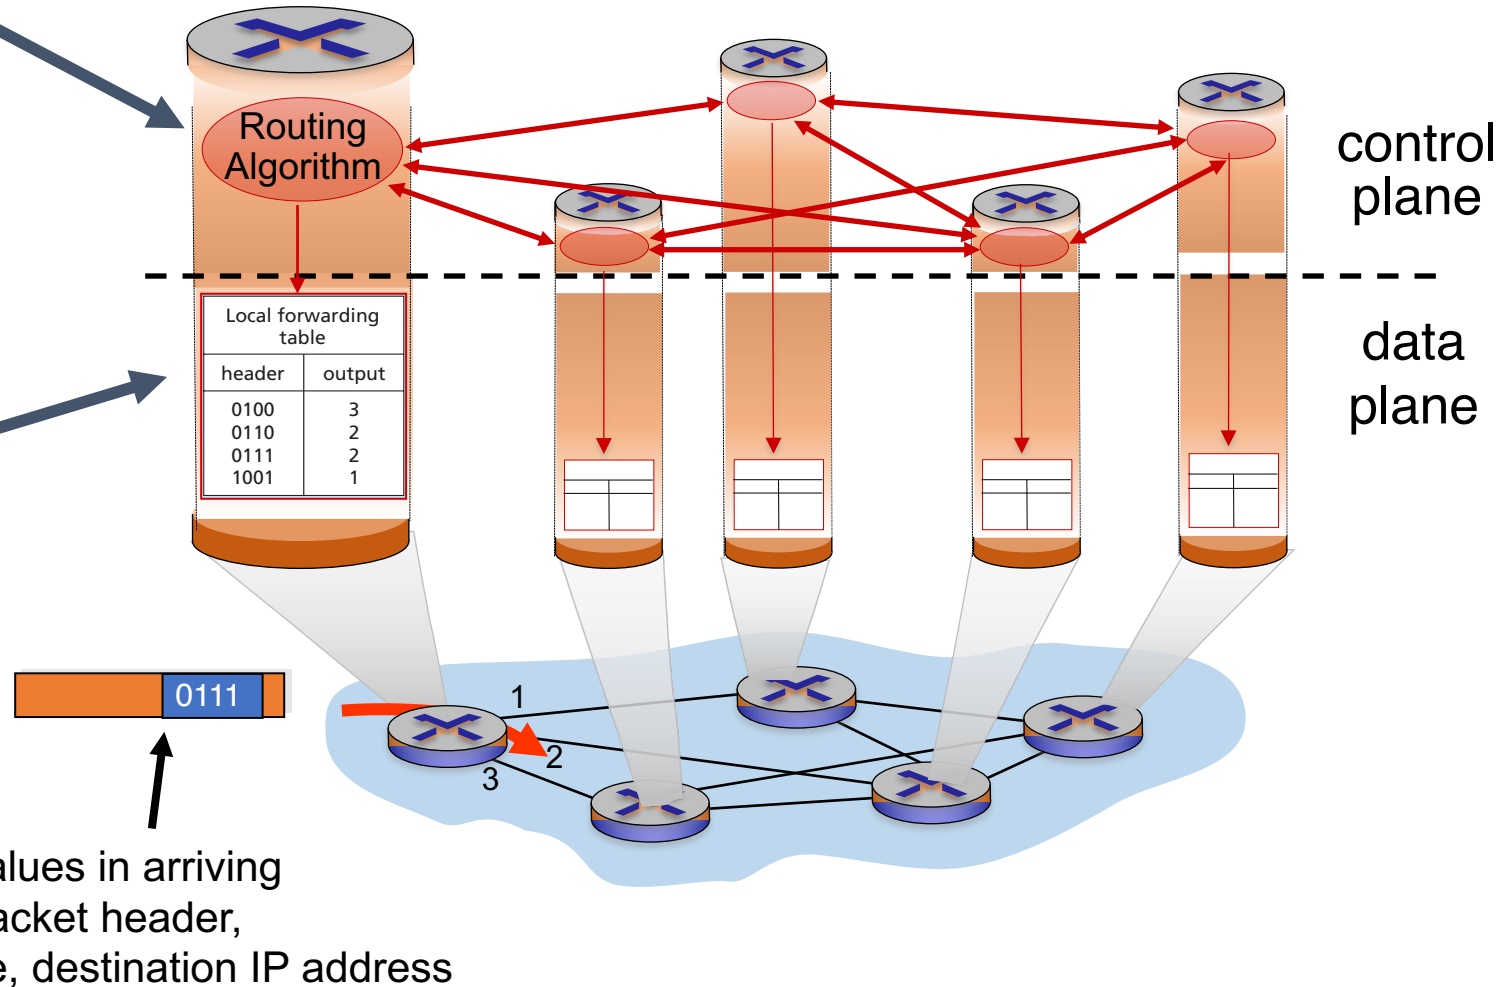 Routing
Algorithm
control
plane
Local forwarding
table
header output
0100 3
0110 2
0111 2
1001 1
data
plane
0111
1
2
3
alues in arriving
acket header,
e, destination IP address